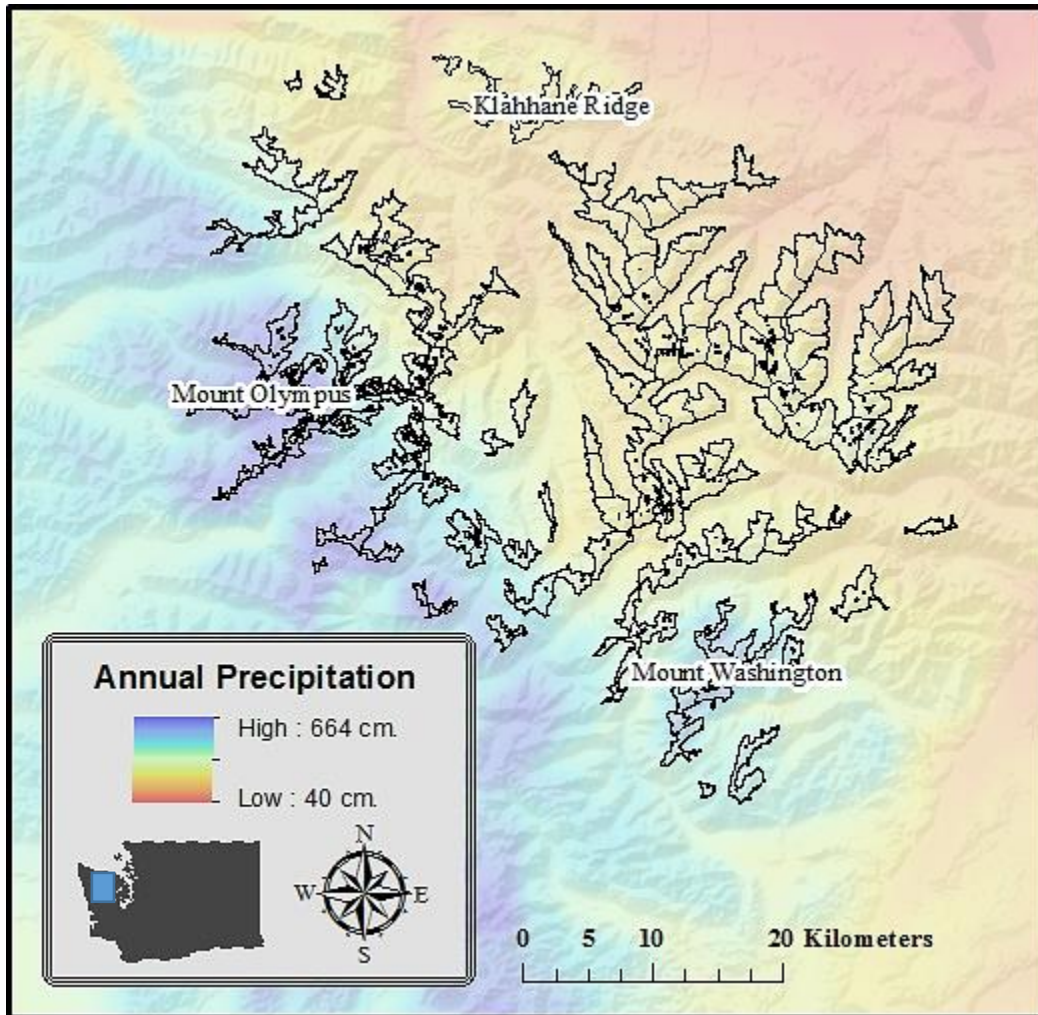 Klahhane Ridge
Mount Olympus
Mount Washington
Annual Precipitation
High : 664 cm.
Low : 40 cm.
N
W E
S
0 5 10 20 Kilometers